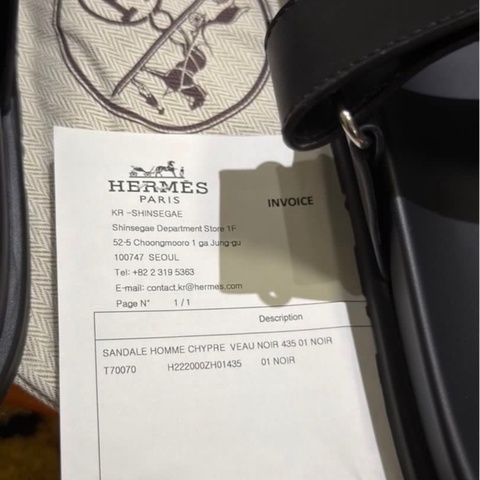 HERMÈS
PARIS
INVOICE
KR -SHINSEGAE
Shinsegae Department Store 1F
52-5 Choongmooro 1 ga Jung-gu
100747 SEOUL
Tel: +82 2 319 5363
E-mail: contact.kr@hermes.com
Page N° 1 / 1
Description
SANDALE HOMME CHYPRE VEAU NOIR 435 01 NOIR
T70070 H222000ZH01435 01 NOIR